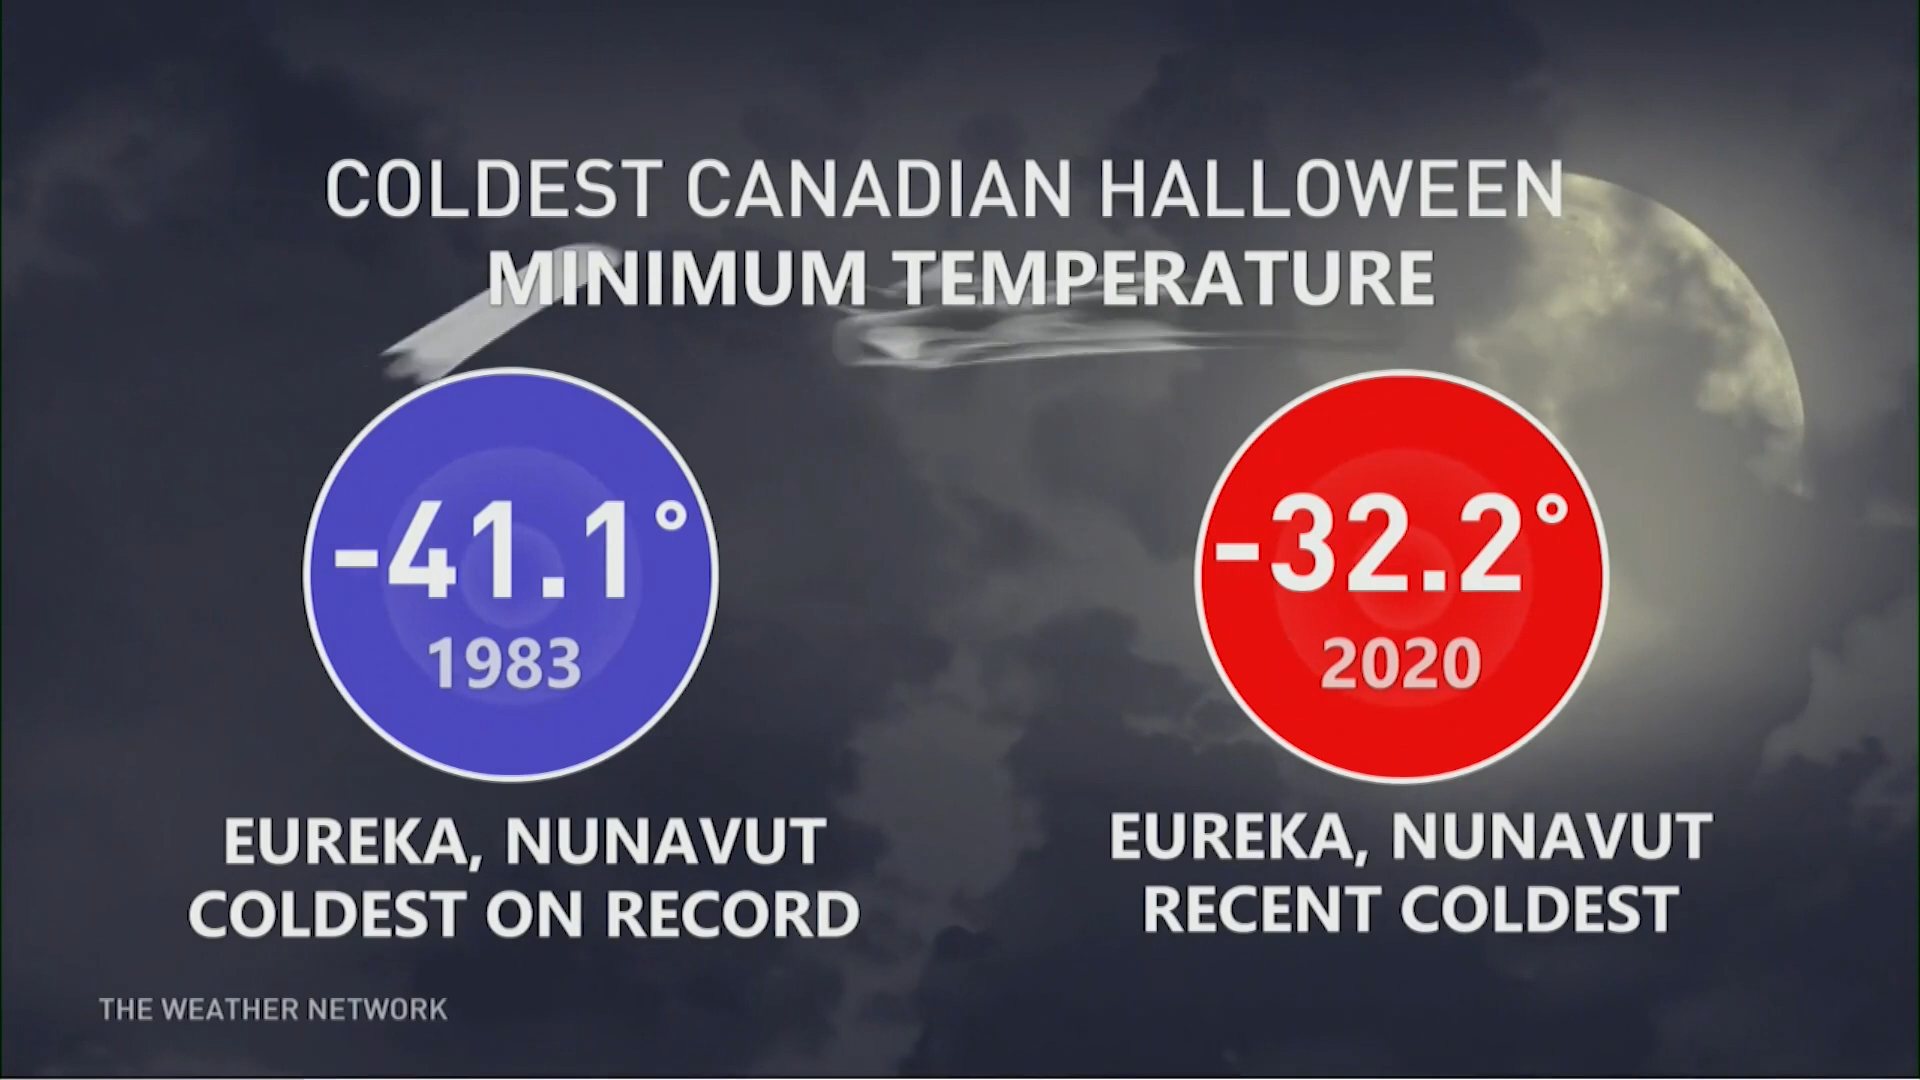 COLDEST CANADIAN HALLOWEEN
MINIMUM TEMPERATURE
-41.1°
1983
EUREKA, NUNAVUT
COLDEST ON RECORD
-32.2°
2020
EUREKA, NUNAVUT
RECENT COLDEST
THE WEATHER NETWORK